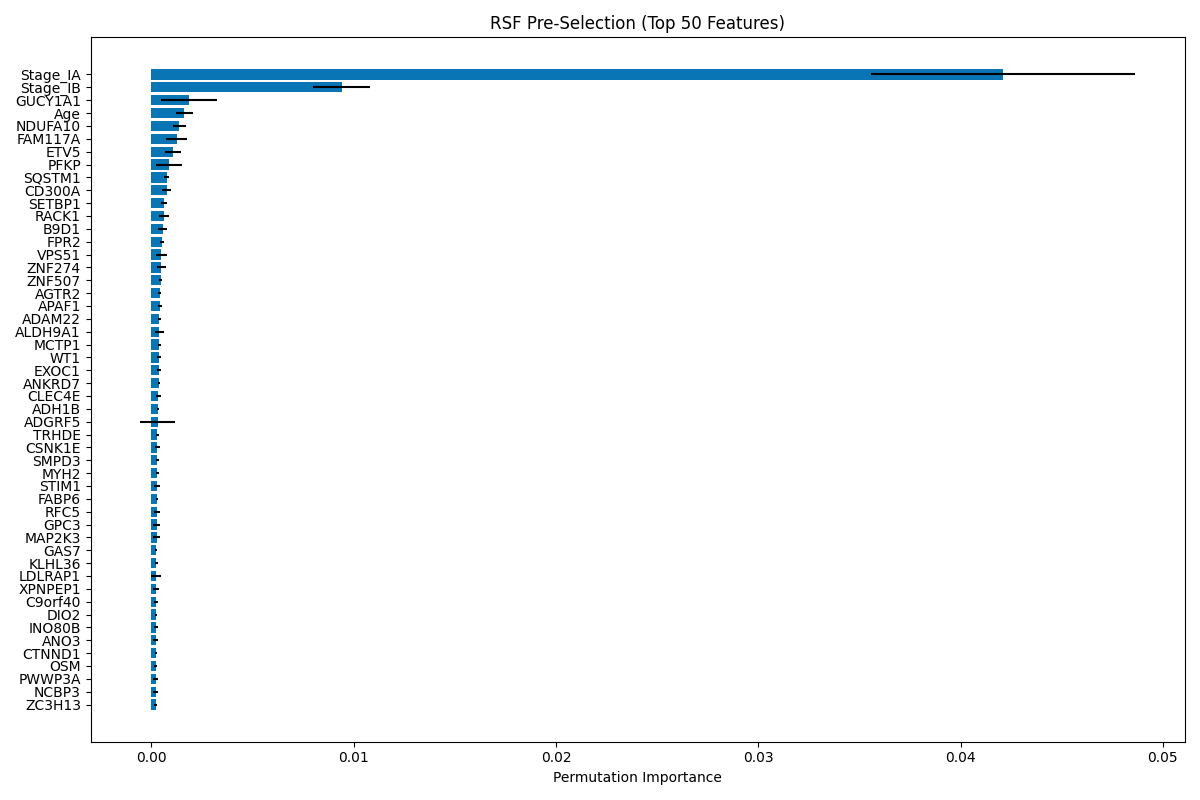 RSF Pre-Selection (Top 50 Features)
Stage_IA
Stage_IB
GUCY1A1
Age
NDUFA10
FAM117A
ETV5
PFKP
SQSTM1
CD300A
SETBP1
RACK1
B9D1
FPR2
VPS51
ZNF274
ZNF507
AGTR2
APAF1
ADAM22
ALDH9A1
MCTP1
WT1
EXOC1
ANKRD7
CLEC4E
ADH1B
ADGRF5
TRHDE
CSNK1E
SMPD3
MYH2
STIM1
FABP6
RFC5
GPC3
MAP2K3
GAS7
KLHL36
LDLRAP1
XPNPEP1
C9orf40
DIO2
INO80B
ANO3
CTNND1
OSM
PWWP3A
NCBP3
ZC3H13
0.00 0.01 0.02 0.03 0.04 0.05
Permutation Importance